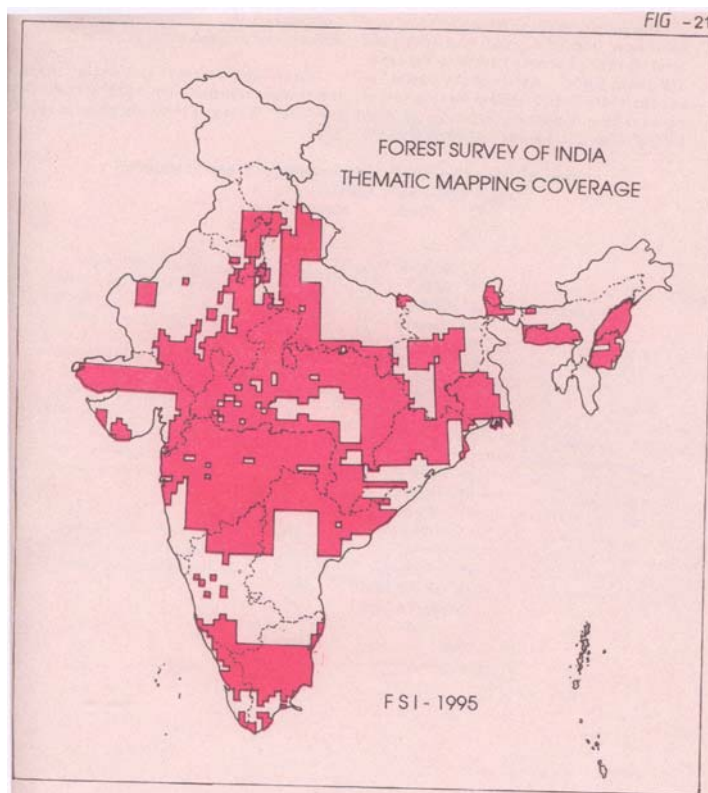 FIG - 21
FOREST SURVEY OF INDIA
THEMATIC MAPPING COVERAGE
FSI - 1995